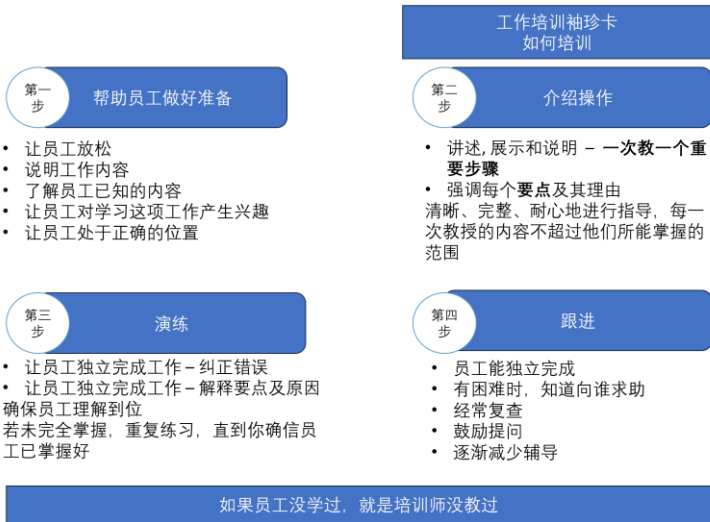 工作培训袖珍卡
如何培训
第一
步
帮助员工做好准备
• 让员工放松
• 说明工作内容
• 了解员工已知的内容
• 让员工对学习这项工作产生兴趣
• 让员工处于正确的位置
第二
步
介绍操作
• 讲述, 展示和说明 – 一次教一个重
要步骤
• 强调每个要点及其理由
清晰、完整、耐心地进行指导，每一
次教授的内容不超过他们所能掌握的
范围
第三
步
演练
• 让员工独立完成工作 – 纠正错误
• 让员工独立完成工作 – 解释要点及原因
确保员工理解到位
若未完全掌握，重复练习，直到你确信员
工已掌握好
第四
步
跟进
• 员工能独立完成
• 有困难时，知道向谁求助
• 经常复查
• 鼓励提问
• 逐渐减少辅导
如果员工没学过，就是培训师没教过